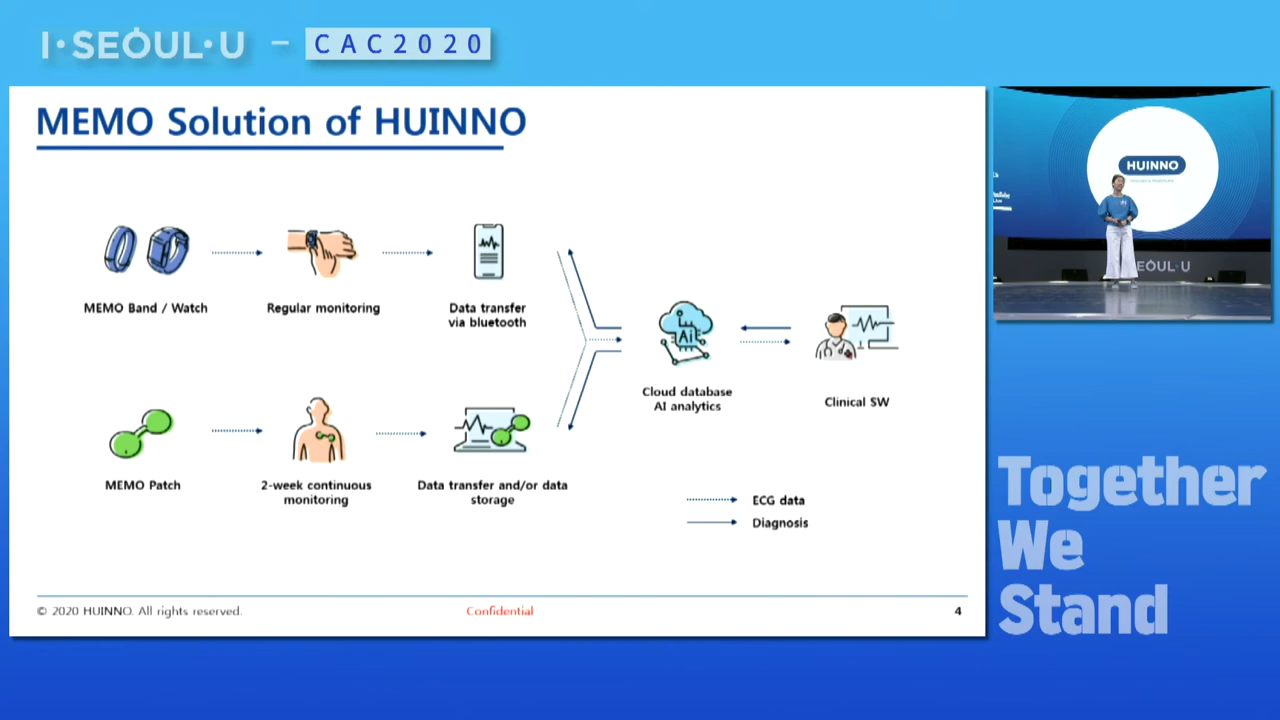 I·SEOUL·U – CAC2020
MEMO Solution of HUINNO
MEMO Band / Watch
Regular monitoring
Data transfer
via bluetooth
Cloud database
AI analytics
Clinical SW
MEMO Patch
2-week continuous
monitoring
Data transfer and/or data
storage
ECG data
Diagnosis
© 2020 HUINNO. All rights reserved.
Confidential
4
HUINNO
SEOUL·U
Together
We
Stand